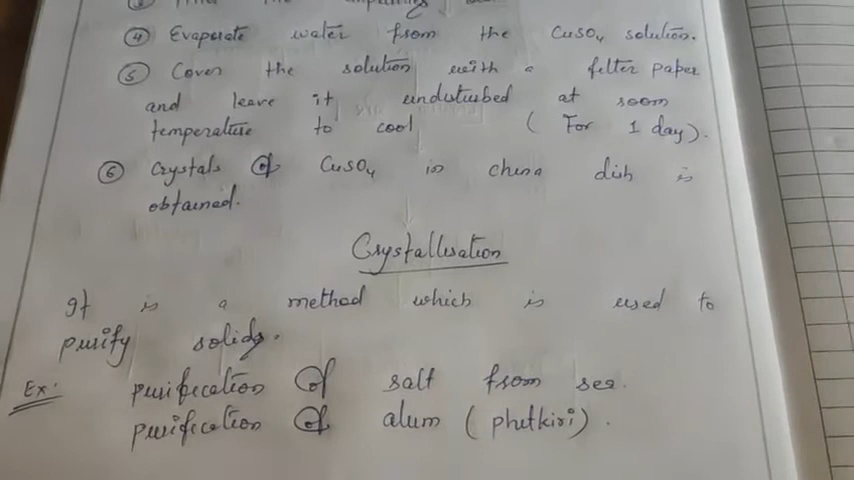 ④ Evaporate water from the CuSO4 solution.
⑤ Cover the solution with a filter paper
and leave it undisturbed at room
temperature to cool ( For 1 day).
⑥ Crystals of CuSO4 in china dish is
obtained.
Crystallisation
It is a method which is used to
purify solids.
Ex: purification of salt from sea.
purification of alum ( phitkiri ).